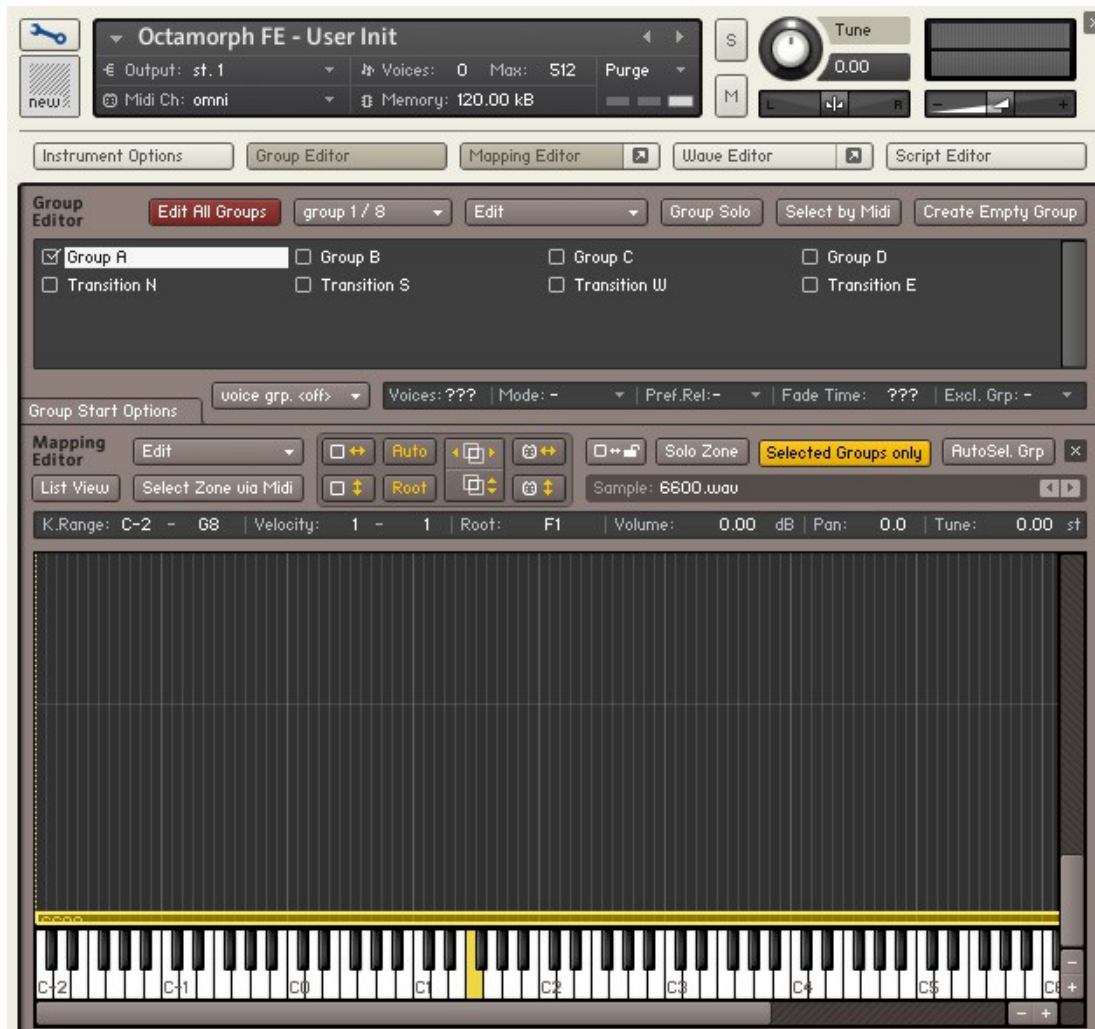 Octamorph FE - User Init
S
Tune
Output: st. 1 Voices: 0 Max: 512 Purge
0.00
new
Midi Ch: omni Memory: 120.00 kB
M
L R - +
Instrument Options Group Editor Mapping Editor Wave Editor Script Editor
Group Editor Edit All Groups group 1 / 8 Edit Group Solo Select by Midi Create Empty Group
Group A Group B Group C Group D
Transition N Transition S Transition W Transition E
voice grp. <off> Voices: ??? | Mode: - | Pref.Rel:- | Fade Time: ??? | Excl. Grp: -
Group Start Options
Mapping Editor Edit Auto Solo Zone Selected Groups only AutoSel. Grp x
List View Select Zone via Midi Root Sample: 6600.wav
K.Range: C-2 - G8 | Velocity: 1 - 1 | Root: F1 | Volume: 0.00 dB | Pan: 0.0 | Tune: 0.00 st
6600
C-2 C-1 C0 C1 C2 C3 C4 C5
- +
- +